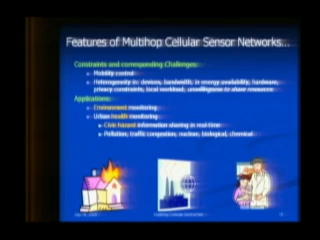 Features of Multihop Cellular Sensor Networks...
Constraints and corresponding Challenges:
Mobility control
Heterogeneity in: devices, bandwidth, in energy availability, hardware,
privacy constraints, local workload, unwillingness to share resources
Applications:
Environment monitoring
Urban health monitoring
Civic hazard information sharing in real-time
Pollution, traffic congestion, nuclear, biological, chemical